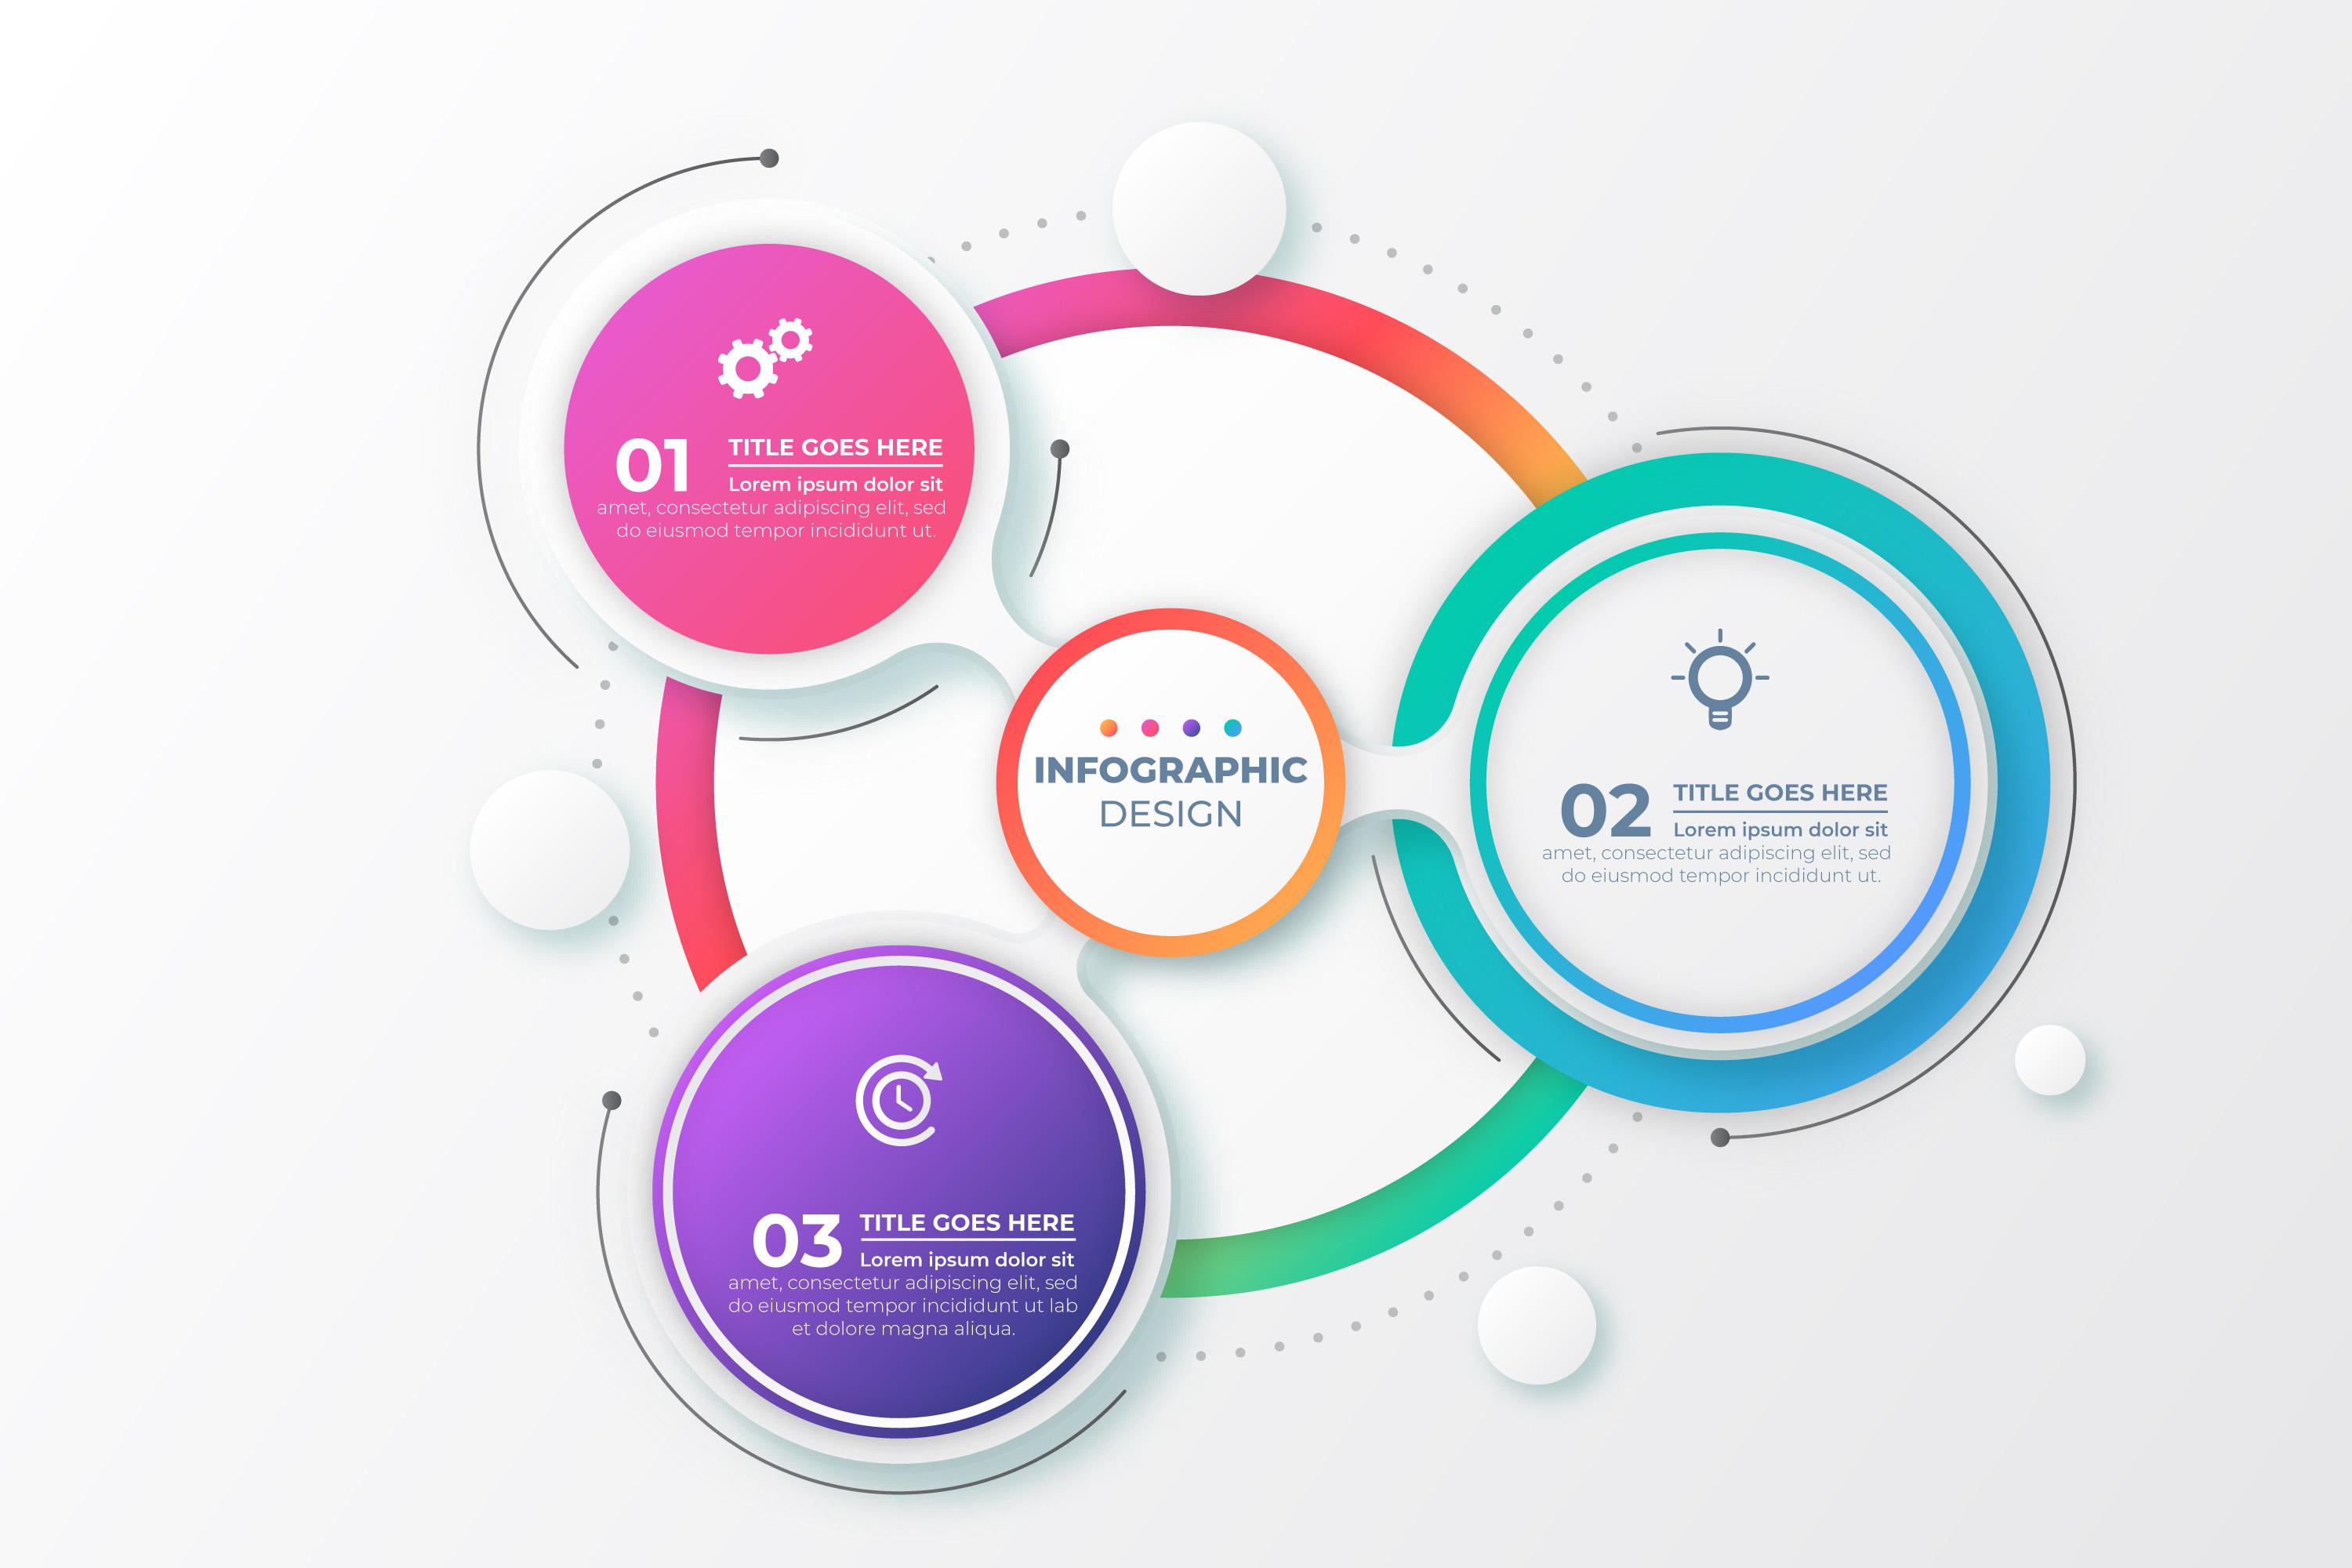 01
TITLE GOES HERE
Lorem ipsum dolor sit
amet, consectetur adipiscing elit, sed
do eiusmod tempor incididunt ut.
INFOGRAPHIC
DESIGN
02
TITLE GOES HERE
Lorem ipsum dolor sit
amet, consectetur adipiscing elit, sed
do eiusmod tempor incididunt ut.
03
TITLE GOES HERE
Lorem ipsum dolor sit
amet, consectetur adipiscing elit, sed
do eiusmod tempor incididunt ut lab
et dolore magna aliqua.